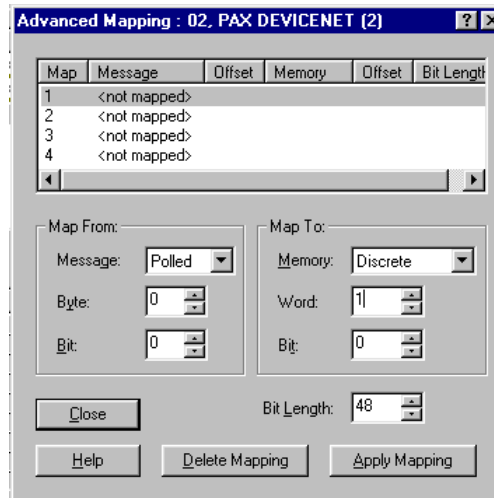 Advanced Mapping : 02, PAX DEVICENET (2)
Map Message Offset Memory Offset Bit Length
1 <not mapped>
2 <not mapped>
3 <not mapped>
4 <not mapped>
Map From: Map To:
Message: Polled Memory: Discrete
Byte: 0 Word: 1
Bit: 0 Bit: 0
Close Bit Length: 48
Help Delete Mapping Apply Mapping